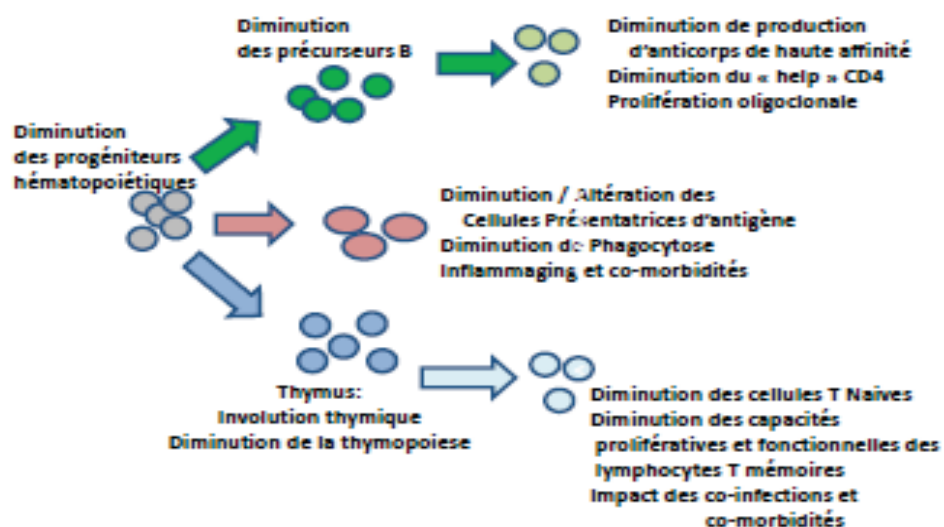 Diminution
des précurseurs B
Diminution de production
d'anticorps de haute affinité
Diminution du « help » CD4
Prolifération oligoclonale
Diminution
des progéniteurs
hématopoiétiques
Diminution / Altération des
Cellules Présentatrices d'antigène
Diminution de Phagocytose
Inflammaging et co-morbidités
Thymus:
Involution thymique
Diminution de la thymopoiese
Diminution des cellules T Naives
Diminution des capacités
prolifératives et fonctionnelles des
lymphocytes T mémoires
Impact des co-infections et
co-morbidités